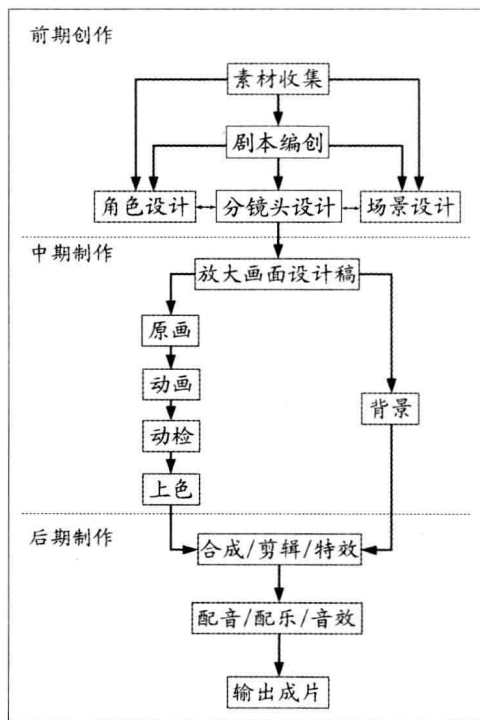 前期创作
素材收集
剧本编创
角色设计
分镜头设计
场景设计
中期制作
放大画面设计稿
原画
动画
背景
动检
上色
后期制作
合成/剪辑/特效
配音/配乐/音效
输出成片